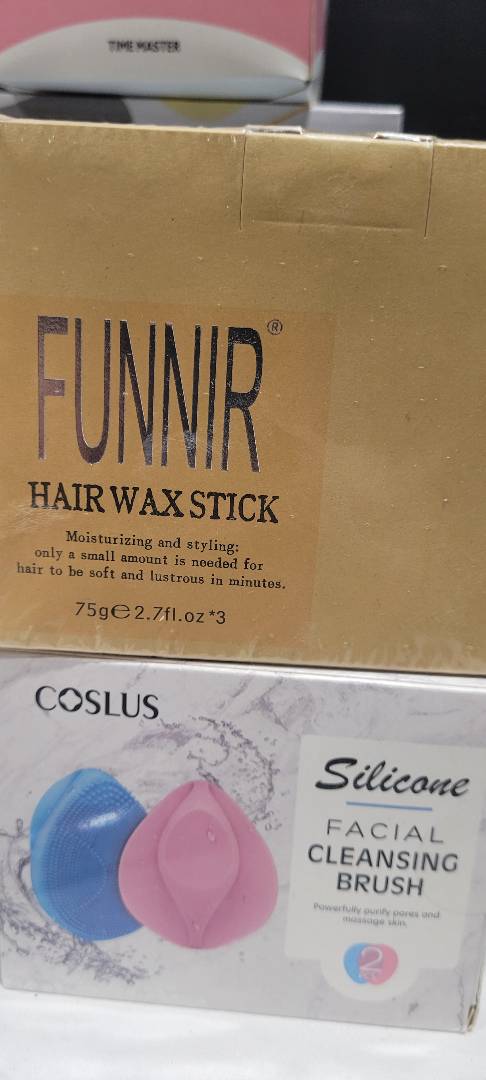 TIME MASTER
FUNNIR®
HAIR WAX STICK
Moisturizing and styling:
only a small amount is needed for
hair to be soft and lustrous in minutes.
75g℮2.7fl.oz*3
COSLUS
Silicone
FACIAL
CLEANSING
BRUSH
Powerfully purify pores and
massage skin.
2